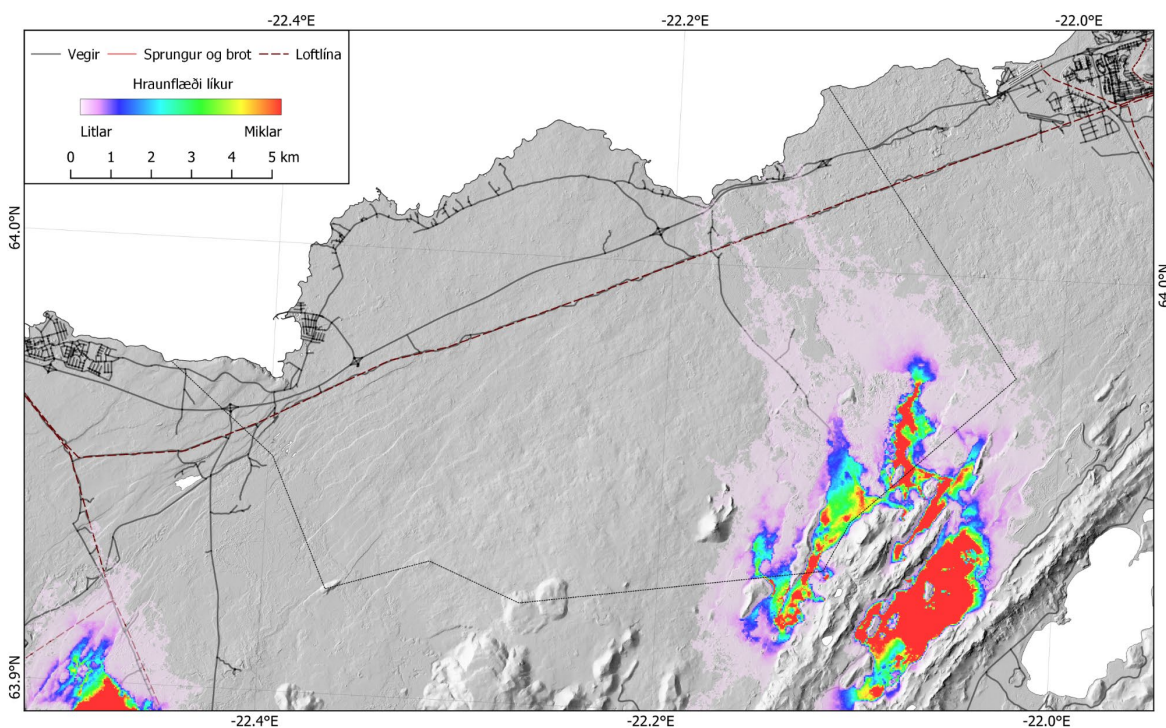 -22.4°
-22.2°
-22.0°
Vegir Sprungur og brot Loftlína
Hraunflæði líkur
Litlar Miklar
0 1 2 3 4 5 km
64.0°N
64.0°N
63.9°N
-22.4°
-22.2°
-22.0°